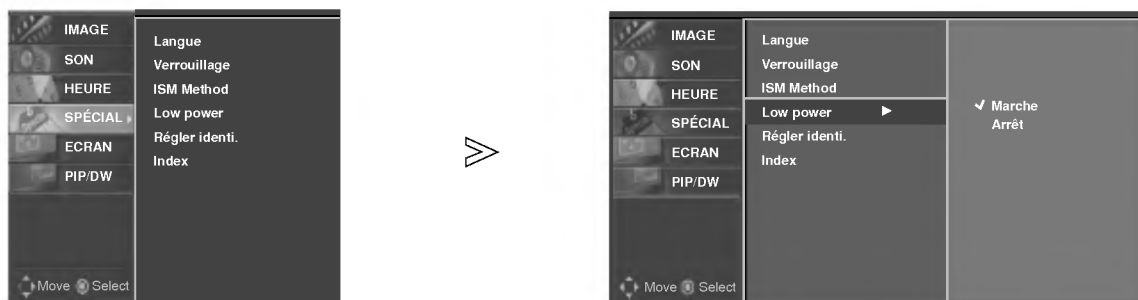 IMAGE
SON
HEURE
SPÉCIAL
ECRAN
PIP/DW
Langue
Verrouillage
ISM Method
Low power
Régler identi.
Index
Move Select
IMAGE
SON
HEURE
SPÉCIAL
ECRAN
PIP/DW
Langue
Verrouillage
ISM Method
Low power
Régler identi.
Index
✓ Marche
Arrêt
Move Select